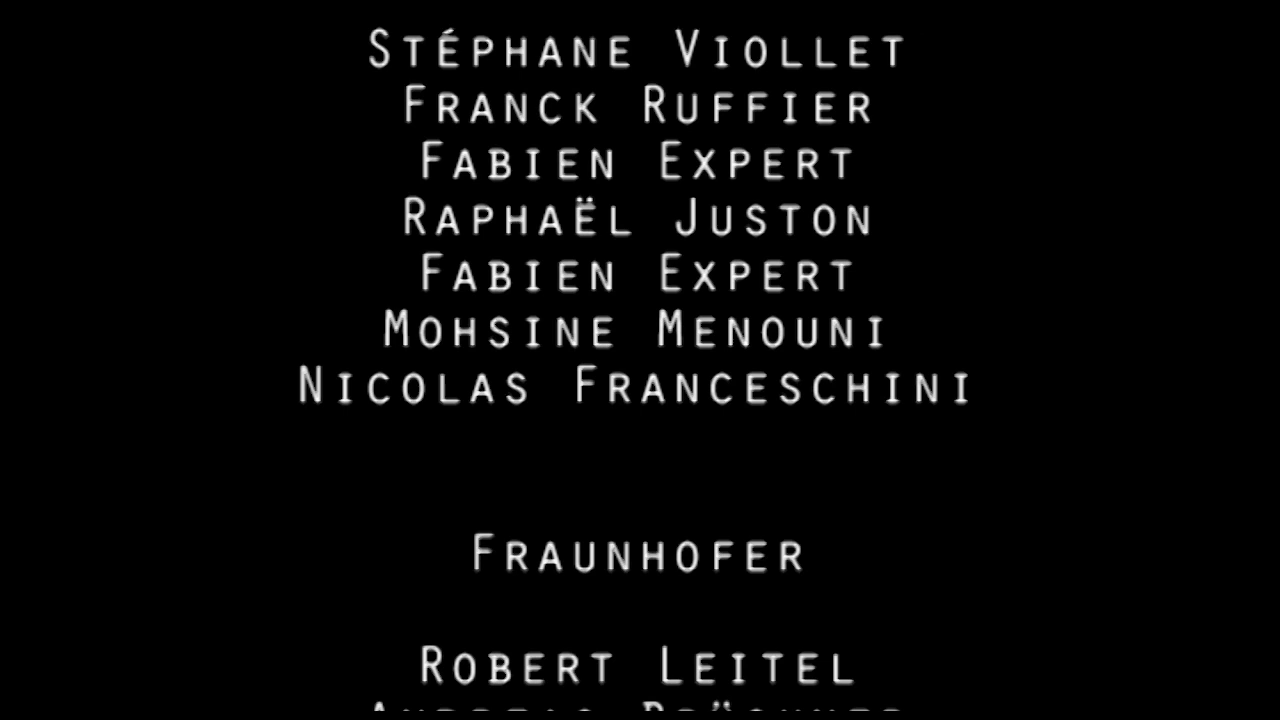 STÉPHANE VIOLLET
FRANCK RUFFIER
FABIEN EXPERT
RAPHAËL JUSTON
FABIEN EXPERT
MOHSINE MENOUNI
NICOLAS FRANCESCHINI
FRAUNHOFER
ROBERT LEITEL